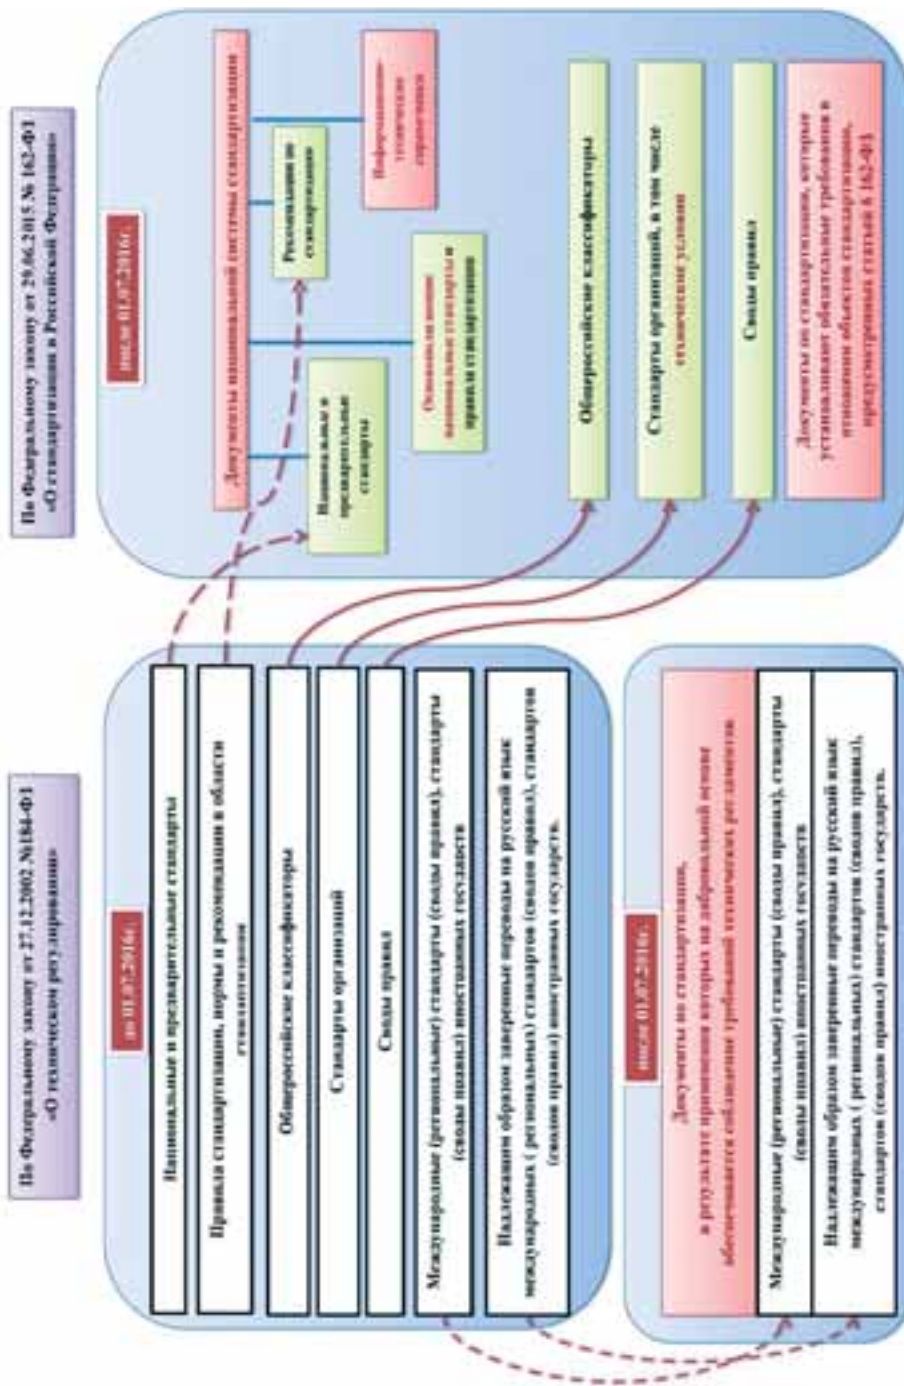 По Федеральному закону от 27.12.2002 №184-ФЗ
«О техническом регулировании»
до 01.07.2016г.
Национальные и предварительные стандарты
Правила стандартизации, нормы и рекомендации в области
стандартизации
Общероссийские классификаторы
Стандарты организаций
Своды правил
Международные (региональные) стандарты (своды правил), стандарты
(своды правил) иностранных государств
Надлежащим образом заверенные переводы на русский язык
международных ( региональных) стандартов (сводов правил), стандартов
(сводов правил) иностранных государств.
после 01.07.2016г.
Документы по стандартизации,
в результате применения которых на добровольной основе
обеспечивается соблюдение требований технических регламентов
Международные (региональные) стандарты (своды правил), стандарты
(своды правил) иностранных государств
Надлежащим образом заверенные переводы на русский язык
международных ( региональных) стандартов (сводов правил),
стандартов (сводов правил) иностранных государств.
По Федеральному закону от 29.06.2015 № 162-ФЗ
«О стандартизации в Российской Федерации»
после 01.07.2016г.
Документы национальной системы стандартизации
Национальные и
предварительные
стандарты
Основополагающие
национальные стандарты и
правила стандартизации
Рекомендации по
стандартизации
Информационно-
технические
справочники
Общероссийские классификаторы
Стандарты организаций, в том числе
технические условия
Своды правил
Документы по стандартизации, которые
устанавливают обязательные требования в
отношении объектов стандартизации,
предусмотренных статьей 6 162-ФЗ